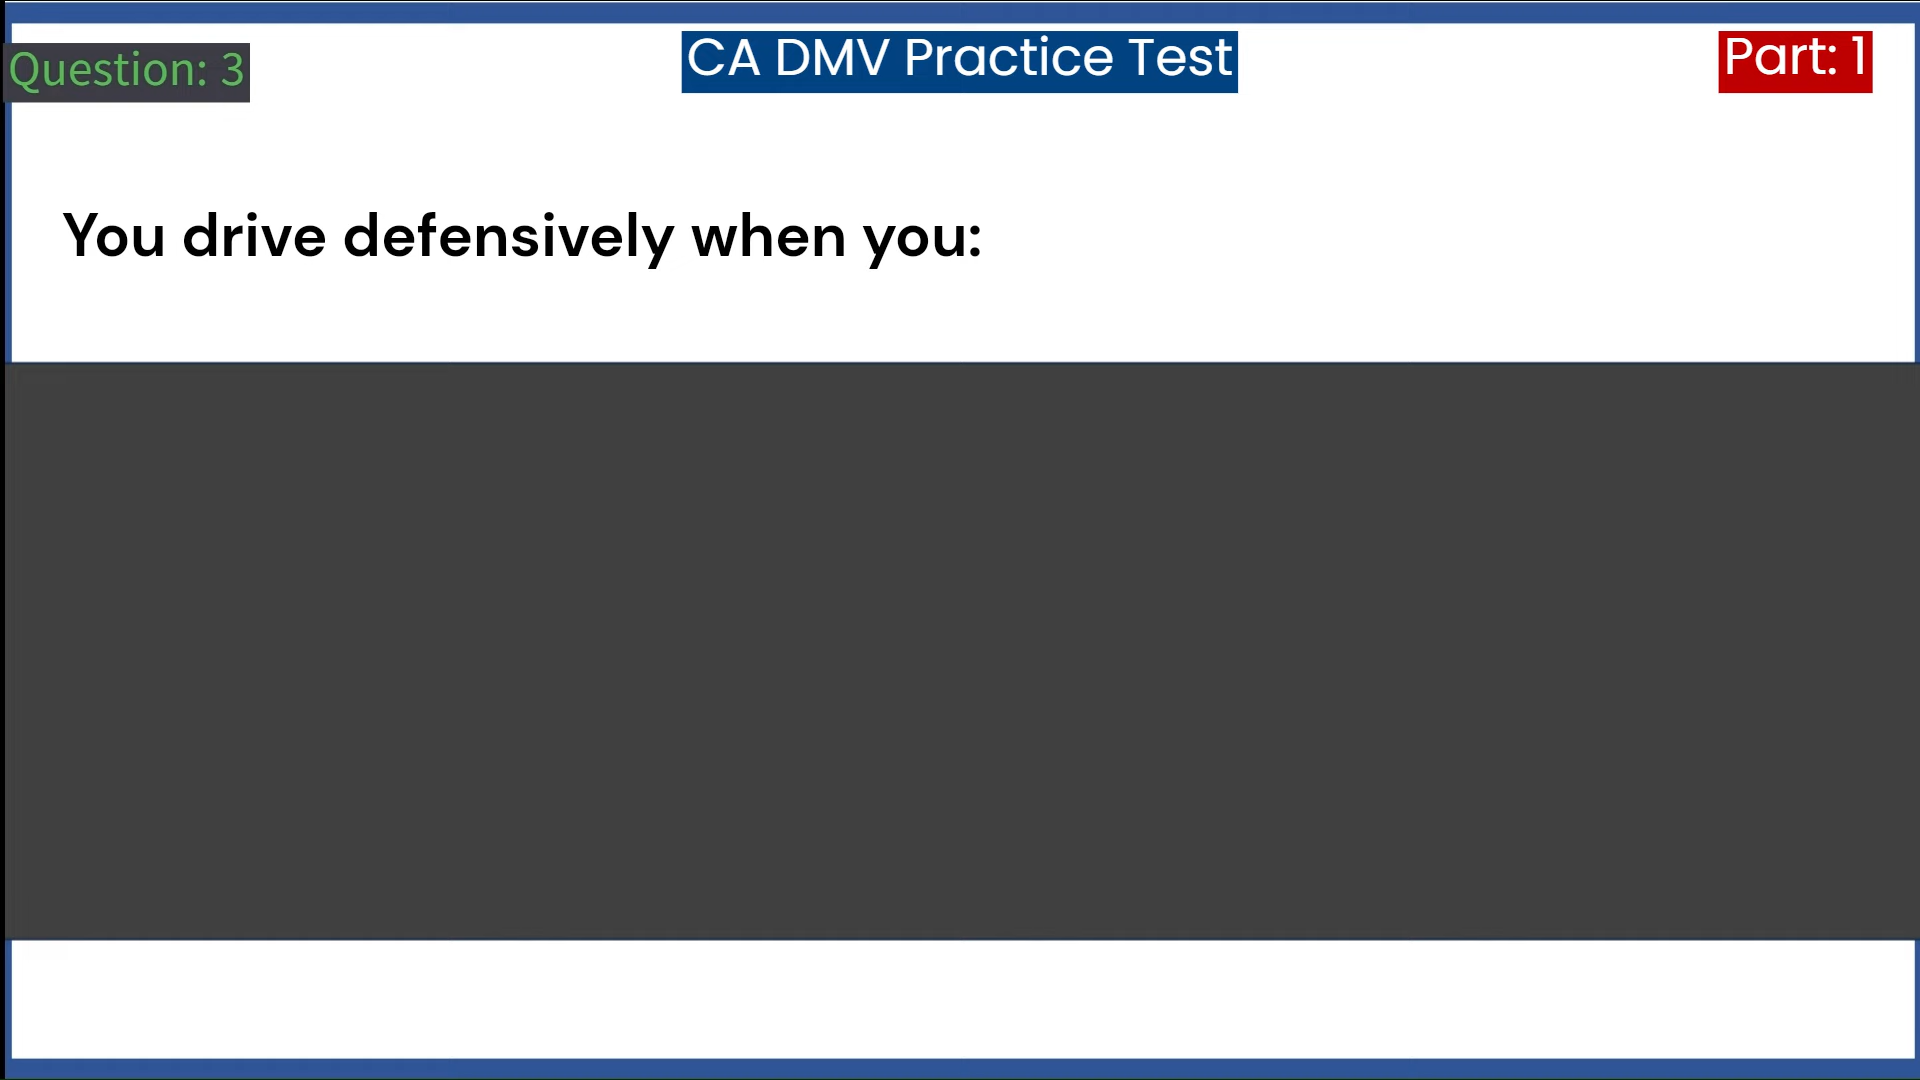 Question: 3
CA DMV Practice Test
Part: 1
You drive defensively when you: